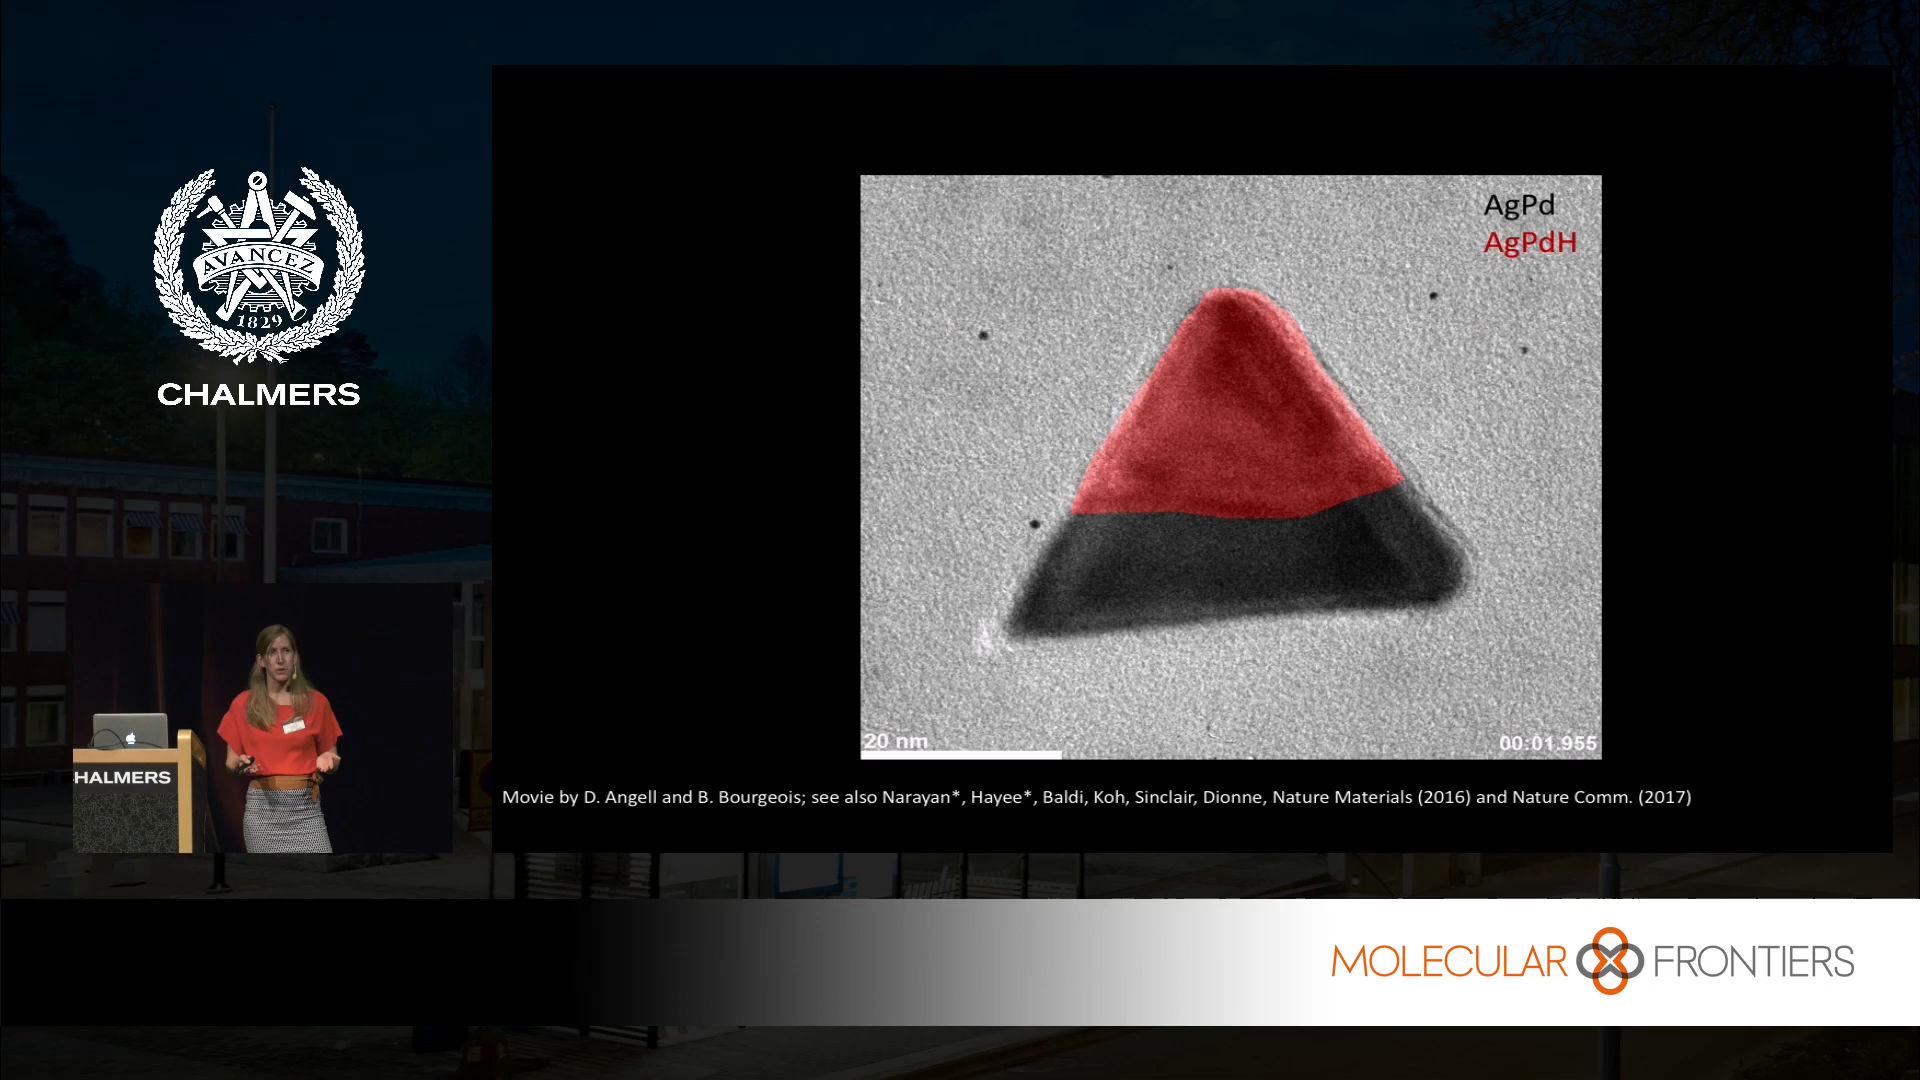 AVANCEZ
1829
CHALMERS
HALMERS
AgPd
AgPdH
20 nm
00:01.955
Movie by D. Angell and B. Bourgeois; see also Narayan*, Hayee*, Baldi, Koh, Sinclair, Dionne, Nature Materials (2016) and Nature Comm. (2017)
MOLECULAR FRONTIERS